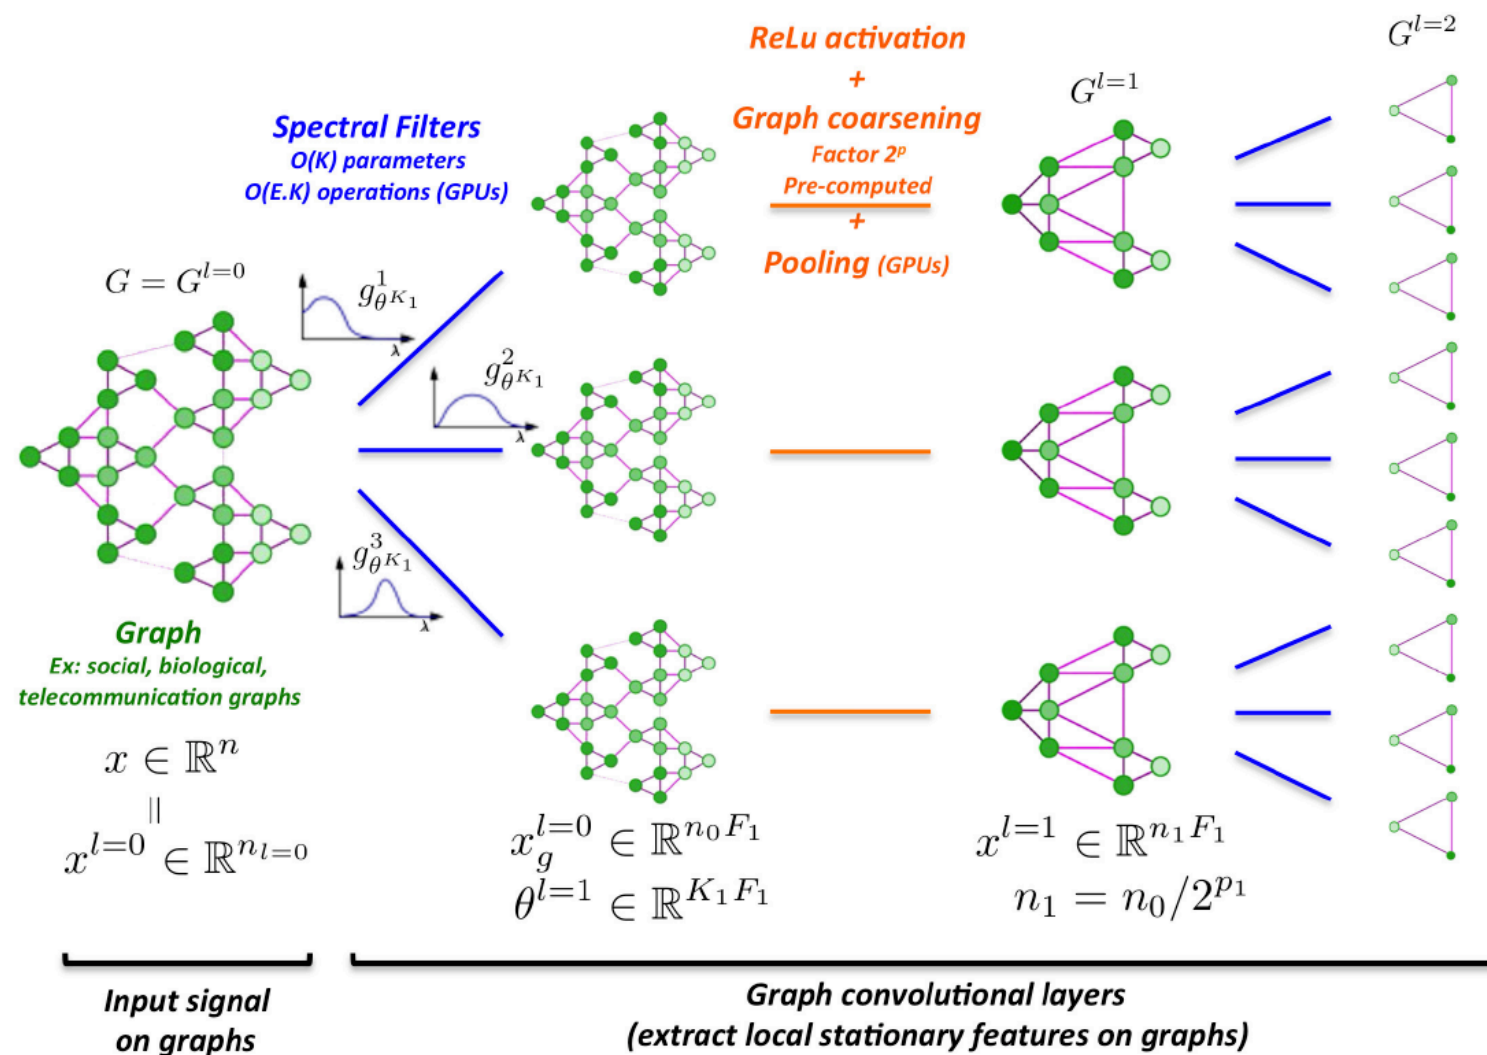 ReLu activation
+
Graph coarsening
Factor 2^p
Pre-computed
+
Pooling (GPUs)
G^{l=2}
G^{l=1}
Spectral Filters
O(K) parameters
O(E.K) operations (GPUs)
G = G^{l=0}
g^1_{θ^{K_1}}
λ
g^2_{θ^{K_1}}
λ
g^3_{θ^{K_1}}
λ
Graph
Ex: social, biological,
telecommunication graphs
x ∈ ℝ^n
=
x^{l=0} ∈ ℝ^{n_{l=0}}
x_g^{l=0} ∈ ℝ^{n_0 F_1}
θ^{l=1} ∈ ℝ^{K_1 F_1}
x^{l=1} ∈ ℝ^{n_1 F_1}
n_1 = n_0/2^{p_1}
Input signal
on graphs
Graph convolutional layers
(extract local stationary features on graphs)